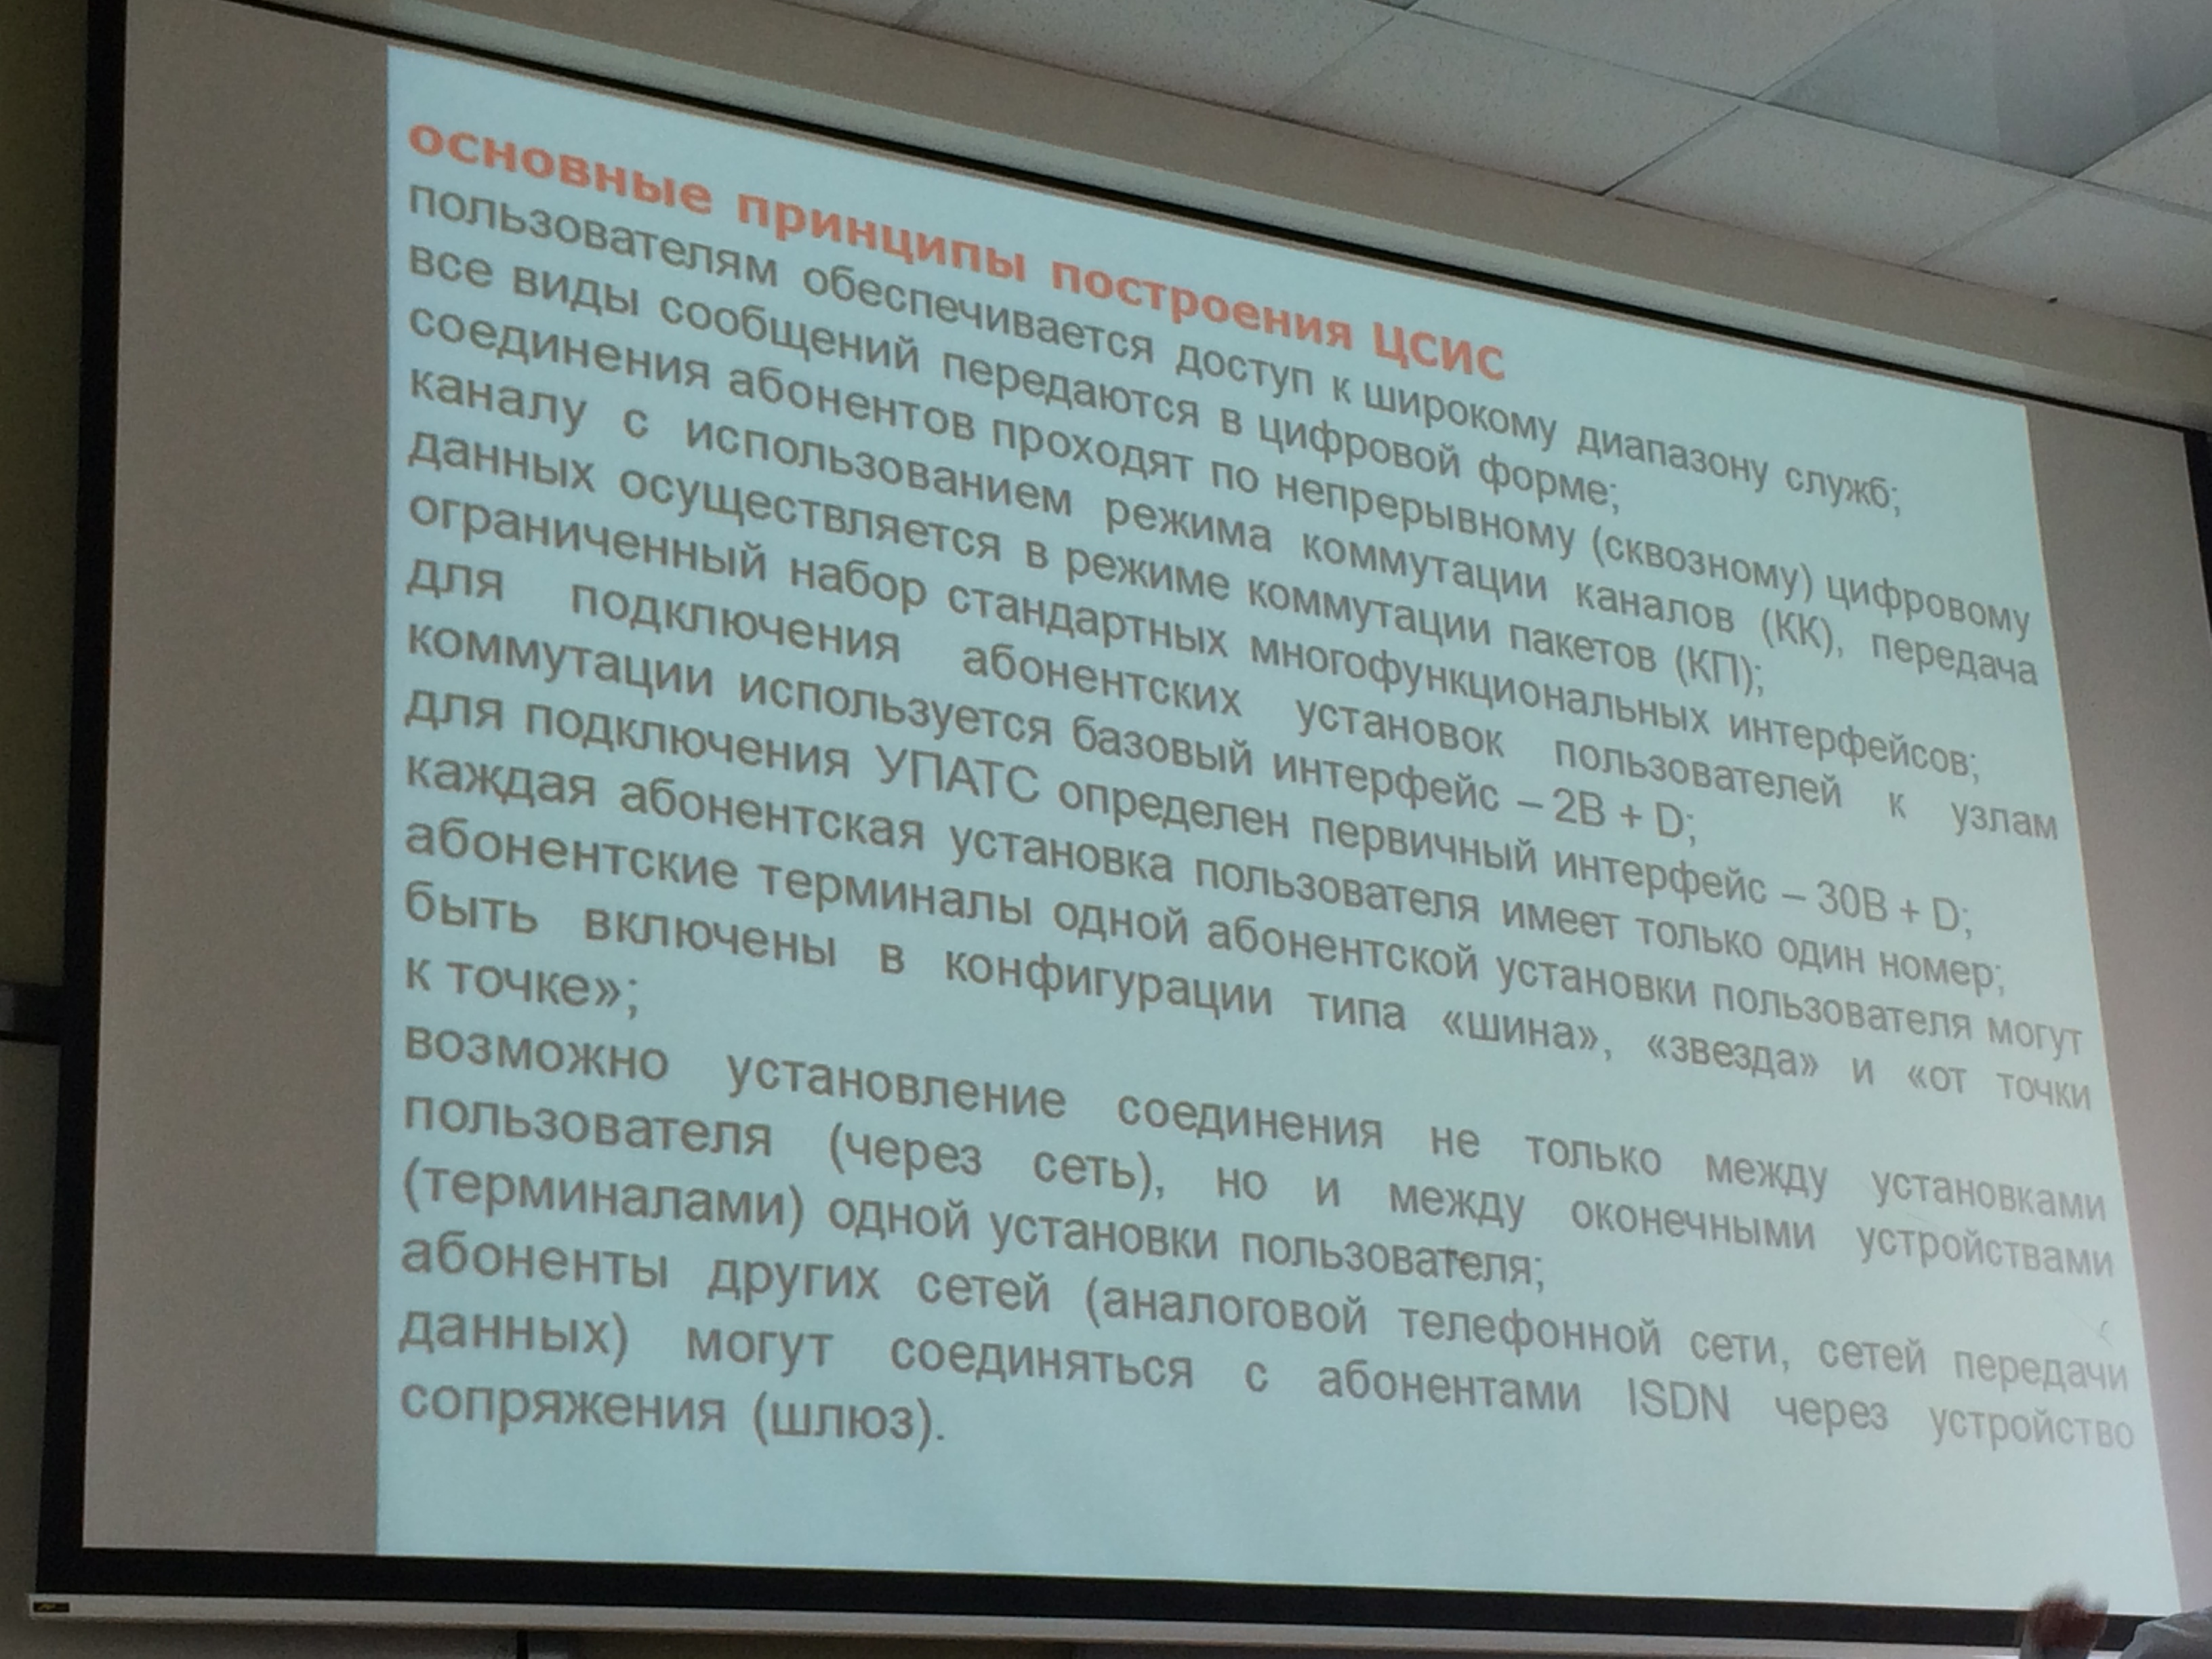 основные принципы построения ЦСИС
пользователям обеспечивается доступ к широкому диапазону служб;
все виды сообщений передаются в цифровой форме;
соединения абонентов проходят по непрерывному (сквозному) цифровому
каналу с использованием режима коммутации каналов (КК), передача
данных осуществляется в режиме коммутации пакетов (КП);
ограниченный набор стандартных многофункциональных интерфейсов;
для подключения абонентских установок пользователей к узлам
коммутации используется базовый интерфейс – 2B + D;
для подключения УПАТС определен первичный интерфейс – 30B + D;
каждая абонентская установка пользователя имеет только один номер;
абонентские терминалы одной абонентской установки пользователя могут
быть включены в конфигурации типа «шина», «звезда» и «от точки
к точке»;
возможно установление соединения не только между установками
пользователя (через сеть), но и между оконечными устройствами
(терминалами) одной установки пользователя;
абоненты других сетей (аналоговой телефонной сети, сетей передачи
данных) могут соединяться с абонентами ISDN через устройство
сопряжения (шлюз).